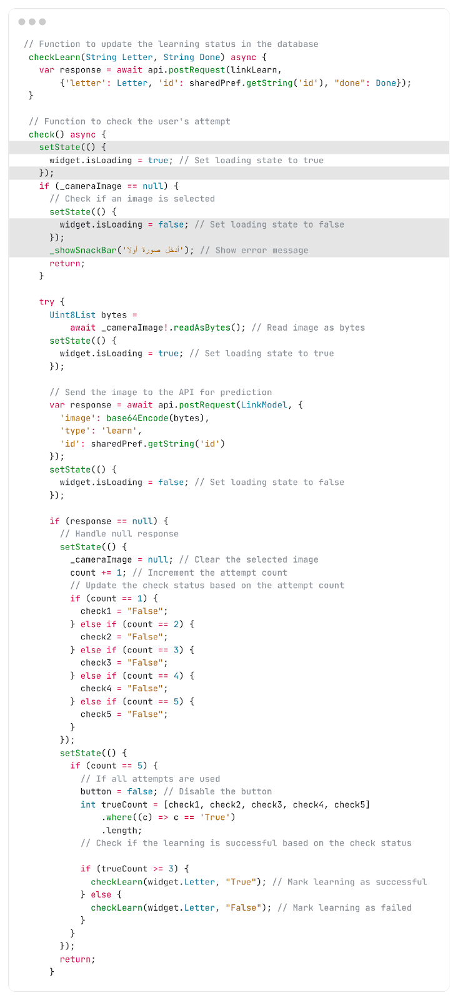 // Function to update the learning status in the database
checkLearn(String Letter, String Done) async {
var response = await api.postRequest(linkLearn,
{'letter': Letter, 'id': sharedPref.getString('id'), "done": Done});
}
// Function to check the user's attempt
check() async {
setState(() {
widget.isLoading = true; // Set loading state to true
});
if (_cameraImage == null) {
// Check if an image is selected
setState(() {
widget.isLoading = false; // Set loading state to false
});
_showSnackBar('أدخل صورة أولا'); // Show error message
return;
}
try {
Uint8List bytes =
await _cameraImage!.readAsBytes(); // Read image as bytes
setState(() {
widget.isLoading = true; // Set loading state to true
});
// Send the image to the API for prediction
var response = await api.postRequest(LinkModel, {
'image': base64Encode(bytes),
'type': 'learn',
'id': sharedPref.getString('id')
});
setState(() {
widget.isLoading = false; // Set loading state to false
});
if (response == null) {
// Handle null response
setState(() {
_cameraImage = null; // Clear the selected image
count += 1; // Increment the attempt count
// Update the check status based on the attempt count
if (count == 1) {
check1 = "False";
} else if (count == 2) {
check2 = "False";
} else if (count == 3) {
check3 = "False";
} else if (count == 4) {
check4 = "False";
} else if (count == 5) {
check5 = "False";
}
});
setState(() {
if (count == 5) {
// If all attempts are used
button = false; // Disable the button
int trueCount = [check1, check2, check3, check4, check5]
.where((c) => c == 'True')
.length;
// Check if the learning is successful based on the check status
if (trueCount >= 3) {
checkLearn(widget.Letter, "True"); // Mark learning as successful
} else {
checkLearn(widget.Letter, "False"); // Mark learning as failed
}
}
});
return;
}